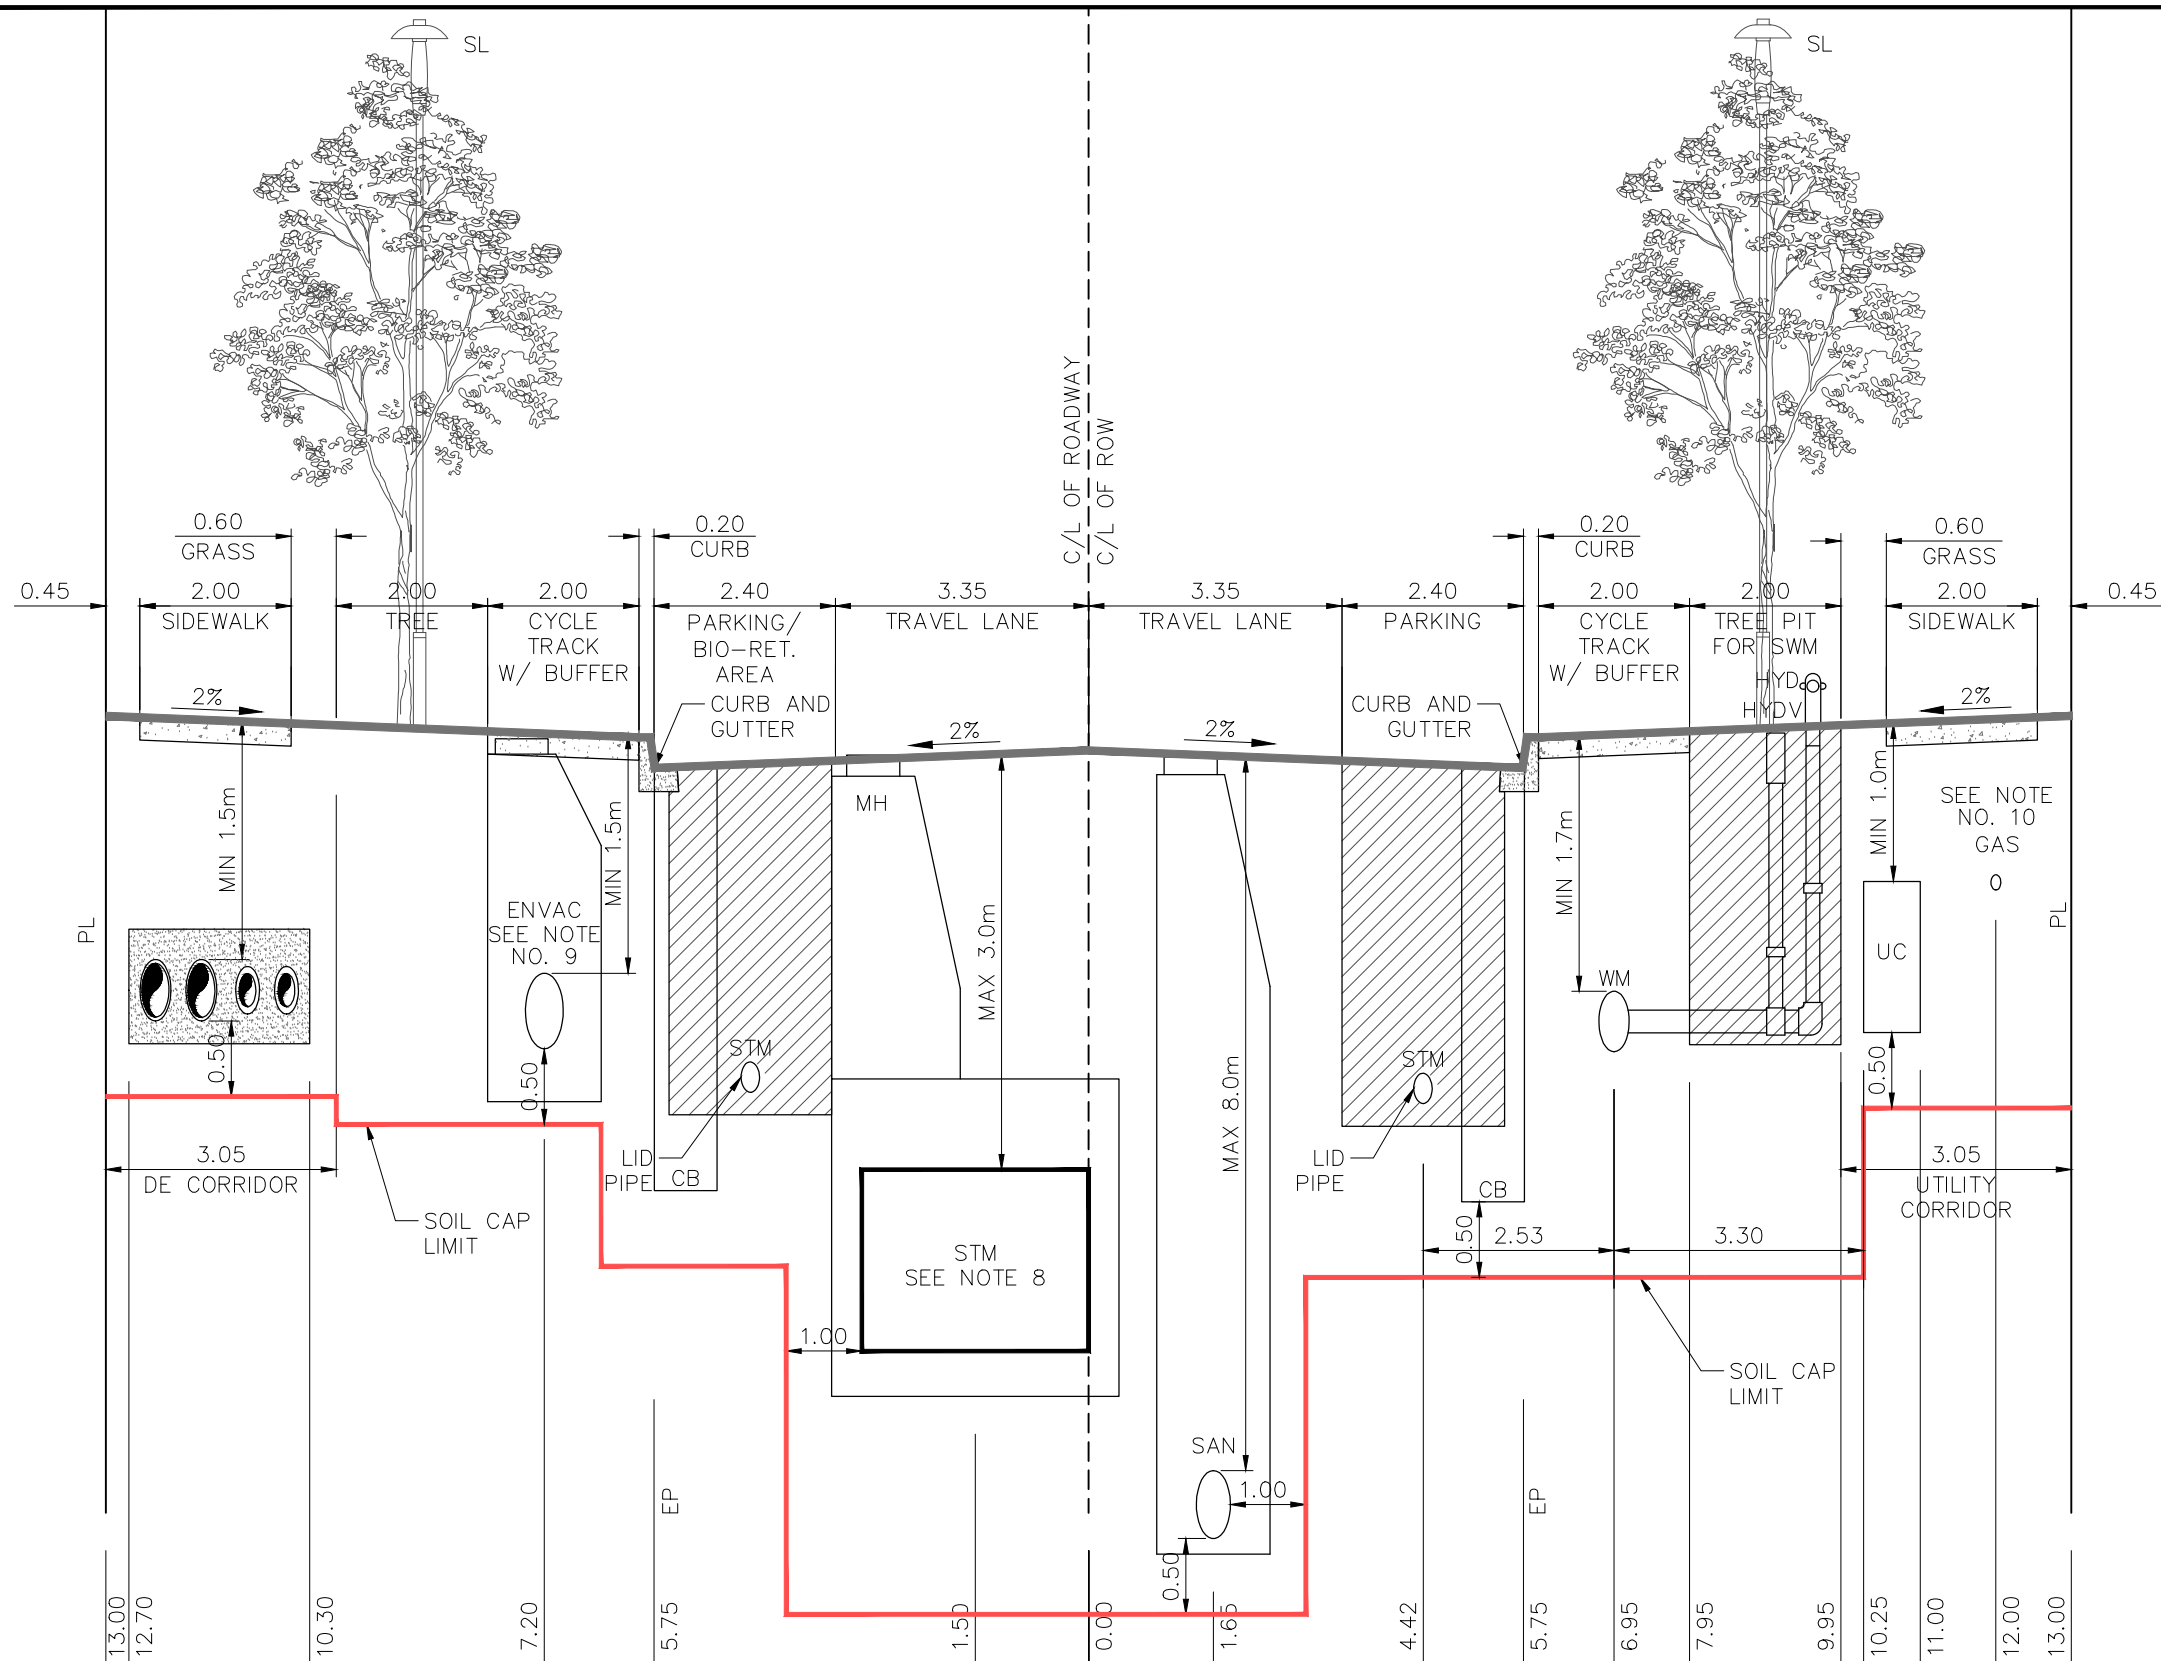 SL
SL
C/L OF ROADWAY
C/L OF ROW
0.60
GRASS
0.20
CURB
0.20
CURB
0.60
GRASS
0.45
2.00
SIDEWALK
2.00
TREE
2.00
CYCLE
TRACK
W/ BUFFER
2.40
PARKING/
BIO-RET.
AREA
3.35
TRAVEL LANE
3.35
TRAVEL LANE
2.40
PARKING
2.00
CYCLE
TRACK
W/ BUFFER
2.00
TREE PIT
FOR SWM
2.00
SIDEWALK
0.45
HYD
HYDV
2%
CURB AND
GUTTER
2%
2%
CURB AND
GUTTER
2%
MIN 1.5m
MIN 1.5m
MH
MAX 3.0m
MAX 8.0m
MIN 1.7m
MIN 1.0m
SEE NOTE
NO. 10
GAS
PL
PL
ENVAC
SEE NOTE
NO. 9
UC
WM
STM
STM
0.50
0.50
0.50
LID
PIPE
CB
LID
PIPE
CB
3.05
DE CORRIDOR
3.05
UTILITY
CORRIDOR
SOIL CAP
LIMIT
STM
SEE NOTE 8
0.50
2.53
3.30
1.00
SOIL CAP
LIMIT
SAN
1.00
EP
EP
0.50
13.00
12.70
10.30
7.20
5.75
1.50
0.00
1.65
4.42
5.75
6.95
7.95
9.95
10.25
11.00
12.00
13.00